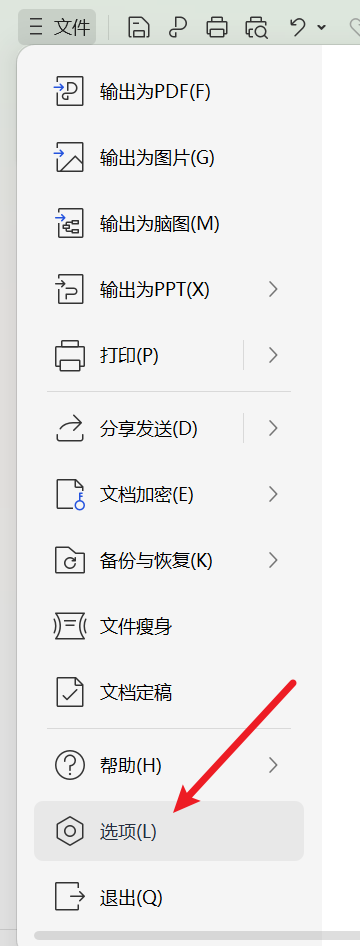 文件
输出为PDF(F)
输出为图片(G)
输出为脑图(M)
输出为PPT(X)
打印(P)
分享发送(D)
文档加密(E)
备份与恢复(K)
文件瘦身
文档定稿
帮助(H)
选项(L)
退出(Q)